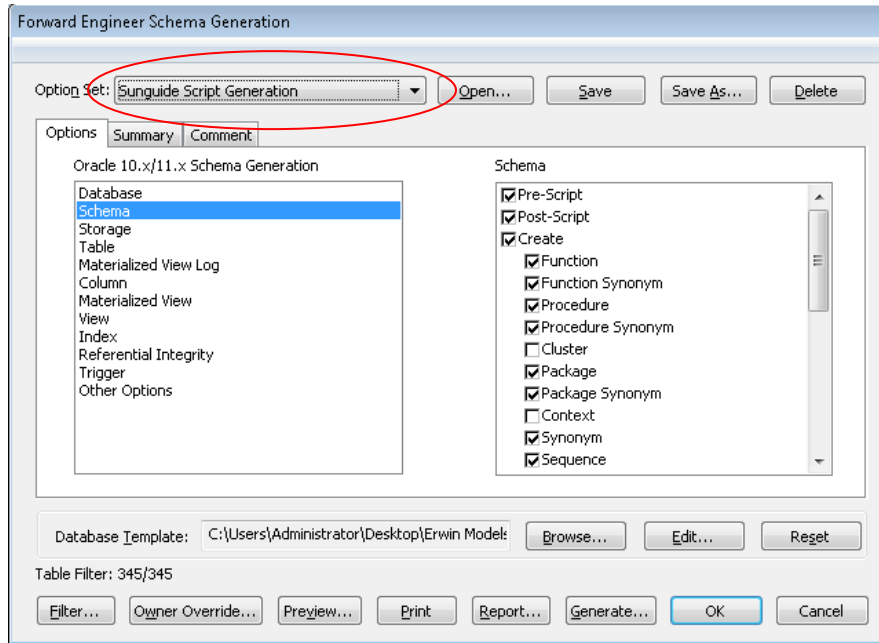 Forward Engineer Schema Generation
Option Set: Sunguide Script Generation Open... Save Save As... Delete
Options Summary Comment
Oracle 10.x/11.x Schema Generation
Database
Schema
Storage
Table
Materialized View Log
Column
Materialized View
View
Index
Referential Integrity
Trigger
Other Options
Schema
Pre-Script
Post-Script
Create
Function
Function Synonym
Procedure
Procedure Synonym
Cluster
Package
Package Synonym
Context
Synonym
Sequence
Database Template: C:\Users\Administrator\Desktop\Erwin Models Browse... Edit... Reset
Table Filter: 345/345
Filter... Owner Override... Preview... Print Report... Generate... OK Cancel